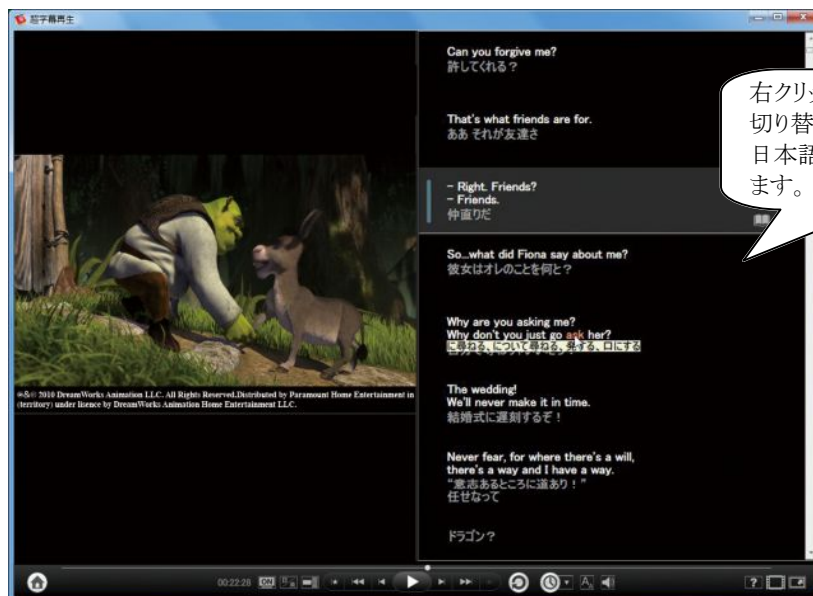 超字幕再生
Can you forgive me?
許してくれる？
That's what friends are for.
ああ それが友達さ
- Right. Friends?
- Friends.
仲直りだ
So...what did Fiona say about me?
彼女はオレのことを何と？
Why are you asking me?
Why don't you just go ask her?
に尋ねる、について尋ねる、発する、口にする
The wedding!
We'll never make it in time.
結婚式に遅刻するぞ！
Never fear, for where there's a will,
there's a way and I have a way.
“意志あるところに道あり！”
任せなって
ドラゴン？
右クリッ
切り替
日本語
ます。
®&© 2010 DreamWorks Animation LLC. All Rights Reserved.Distributed by Paramount Home Entertainment in
(territory) under lisence by DreamWorks Animation Home Entertainment LLC.
00:22:28
ON
?